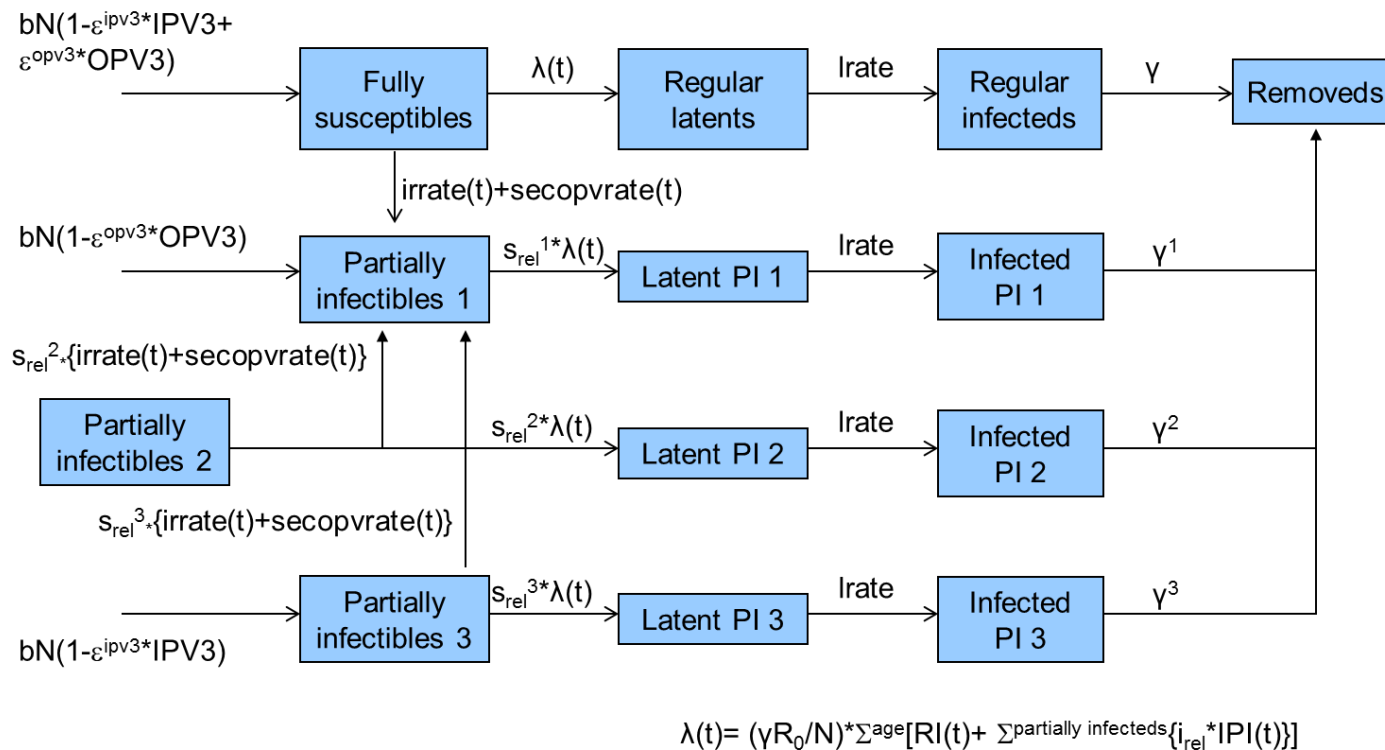 bN(1-ε^ipv3*IPV3+
ε^opv3*OPV3)
Fully
susceptibles
λ(t)
Regular
latents
lrate
Regular
infecteds
γ
Removeds
irrate(t)+secopvrate(t)
bN(1-ε^opv3*OPV3)
Partially
infectibles 1
s_rel^1*λ(t)
Latent PI 1
lrate
Infected
PI 1
γ^1
s_rel^2*{irrate(t)+secopvrate(t)}
Partially
infectibles 2
s_rel^2*λ(t)
Latent PI 2
lrate
Infected
PI 2
γ^2
s_rel^3*{irrate(t)+secopvrate(t)}
bN(1-ε^ipv3*IPV3)
Partially
infectibles 3
s_rel^3*λ(t)
Latent PI 3
lrate
Infected
PI 3
γ^3
λ(t)= (γR_0/N)*Σ^age[RI(t)+ Σ^partially infecteds{i_rel*IPI(t)}]